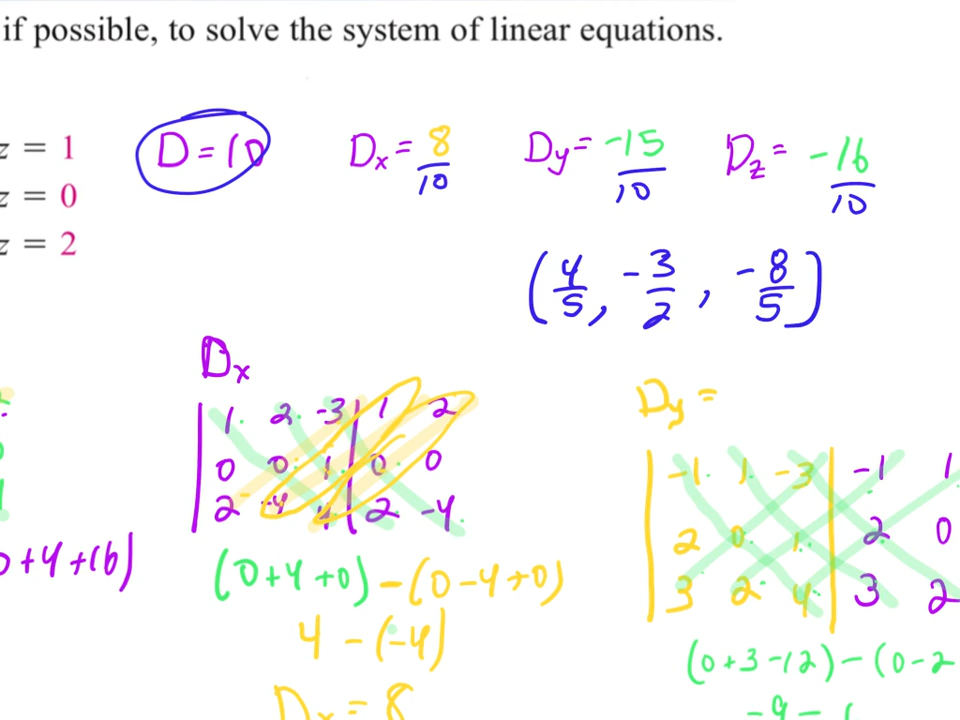 if possible, to solve the system of linear equations.
z = 1
z = 0
z = 2
D = 10 Dx = 8/10 Dy = -15/10 Dz = -16/10
(4/5, -3/2, -8/5)
Dx
1 2 -3 1 2
0 0 1 0 0
2 -4 4 2 -4
0+4+16)
(0+4+0)-(0-4+0)
4-(-4)
Dx = 8
Dy =
-1 1 -3 -1 1
2 0 1 2 0
3 2 4 3 2
(0+3-12)-(0-2
-9 -